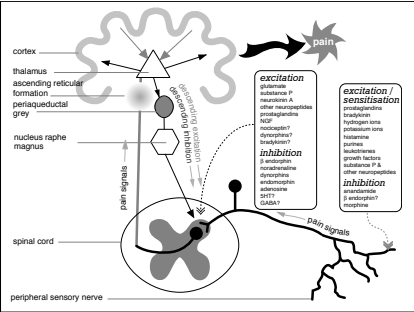 cortex
thalamus
ascending reticular
formation
periaqueductal
grey
nucleus raphe
magnus
pain signals
spinal cord
peripheral sensory nerve
descending excitation
descending inhibition
pain
excitation
glutamate
substance P
neurokinin A
other neuropeptides
prostaglandins
NGF
nociceptin?
dynorphins?
bradykinin?
inhibition
β endorphin
noradrenaline
dynorphins
endomorphin
adenosine
5HT?
GABA?
excitation /
sensitisation
prostaglandins
bradykinin
hydrogen ions
potassium ions
histamine
purines
leukotrienes
growth factors
substance P &
other neuropeptides
inhibition
anandamide
β endorphin?
morphine
pain signals